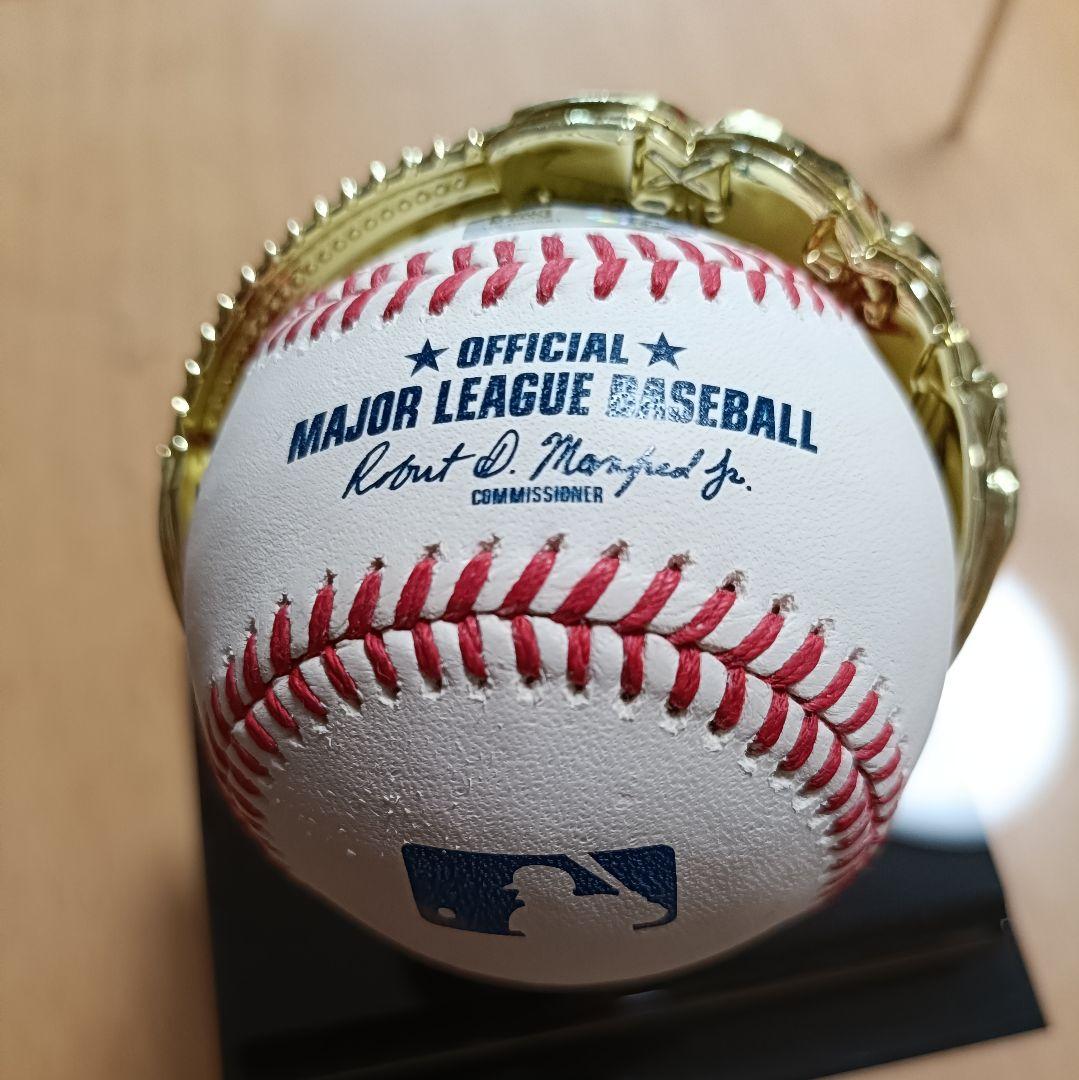 ★ OFFICIAL ★
MAJOR LEAGUE BASEBALL
Robert D. Manfred Jr.
COMMISSIONER